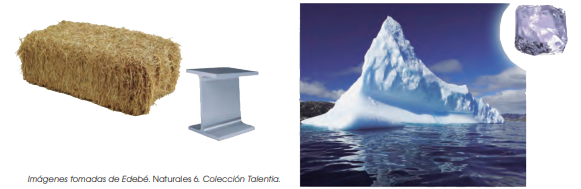 Imágenes tomadas de Edebé. Naturales 6. Colección Talentia.